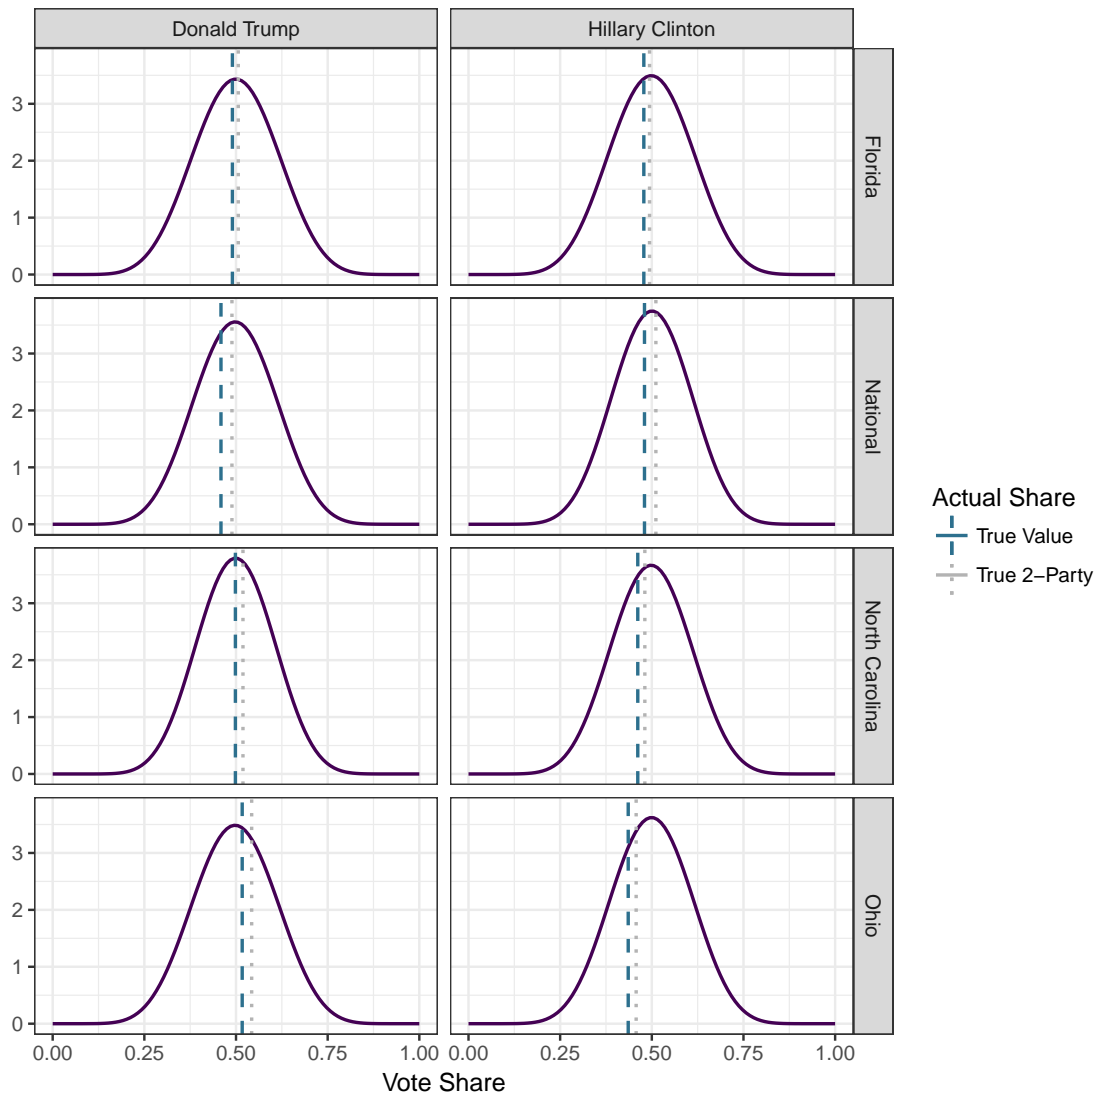 Donald Trump
Hillary Clinton
3
2
1
0
Florida
3
2
1
0
National
3
2
1
0
North Carolina
3
2
1
0
Ohio
0.00 0.25 0.50 0.75 1.00 0.00 0.25 0.50 0.75 1.00
Vote Share
Actual Share
True Value
True 2−Party